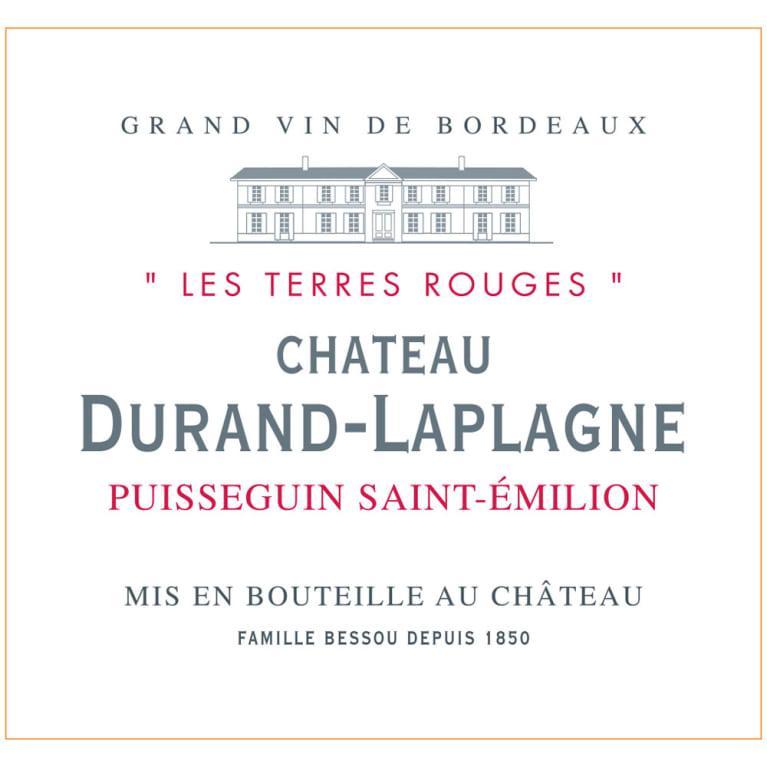 GRAND VIN DE BORDEAUX
" LES TERRES ROUGES "
CHATEAU
DURAND-LAPLAGNE
PUISSEGUIN SAINT-ÉMILION
MIS EN BOUTEILLE AU CHÂTEAU
FAMILLE BESSOU DEPUIS 1850